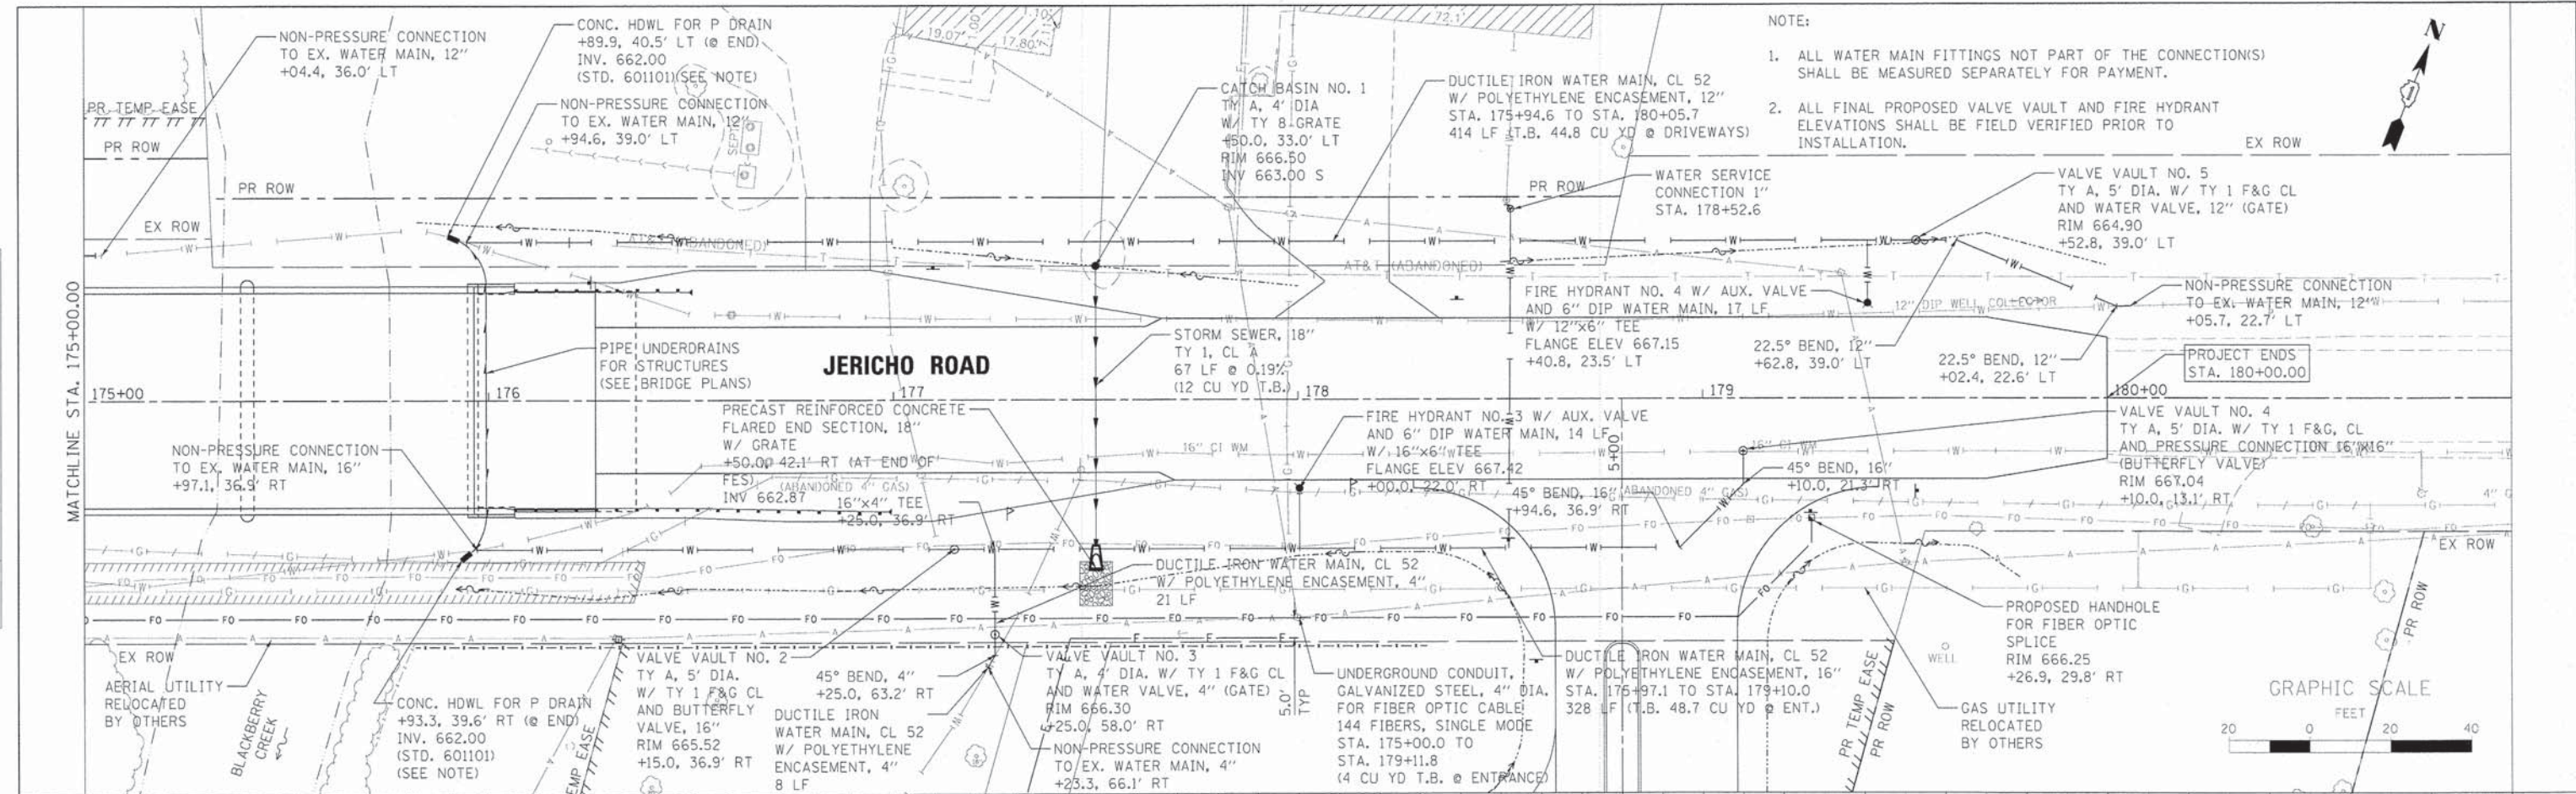 NON-PRESSURE CONNECTION
TO EX. WATER MAIN, 12"
+04.4, 36.0' LT
CONC. HDWL FOR P DRAIN
+89.9, 40.5' LT (@ END)
INV. 662.00
(STD. 601101)(SEE NOTE)
NON-PRESSURE CONNECTION
TO EX. WATER MAIN, 12"
+94.6, 39.0' LT
19.07'
1.00'
17.80'
1.10'
72.1'
CATCH BASIN NO. 1
TY A, 4' DIA
W/ TY 8 GRATE
+50.0, 33.0' LT
RIM 666.50
INV 663.00 S
DUCTILE IRON WATER MAIN, CL 52
W/ POLYETHYLENE ENCASEMENT, 12"
STA. 175+94.6 TO STA. 180+05.7
414 LF (T.B. 44.8 CU YD @ DRIVEWAYS)
NOTE:
1. ALL WATER MAIN FITTINGS NOT PART OF THE CONNECTION(S)
SHALL BE MEASURED SEPARATELY FOR PAYMENT.
2. ALL FINAL PROPOSED VALVE VAULT AND FIRE HYDRANT
ELEVATIONS SHALL BE FIELD VERIFIED PRIOR TO
INSTALLATION.
N
EX ROW
PR TEMP EASE
PR ROW
PR ROW
EX ROW
SEPT
WATER SERVICE
CONNECTION 1"
STA. 178+52.6
PR ROW
VALVE VAULT NO. 5
TY A, 5' DIA. W/ TY 1 F&G CL
AND WATER VALVE, 12" (GATE)
RIM 664.90
+52.8, 39.0' LT
AT&T (ABANDONED)
AT&T (ABANDONED)
FIRE HYDRANT NO. 4 W/ AUX. VALVE
AND 6" DIP WATER MAIN, 17 LF
W/ 12"x6" TEE
FLANGE ELEV 667.15
+40.8, 23.5' LT
12" DIP WELL COLLECTOR
NON-PRESSURE CONNECTION
TO EX. WATER MAIN, 12"
+05.7, 22.7' LT
22.5° BEND, 12"
+62.8, 39.0' LT
22.5° BEND, 12"
+02.4, 22.6' LT
PROJECT ENDS
STA. 180+00.00
MATCHLINE STA. 175+00.00
PIPE UNDERDRAINS
FOR STRUCTURES
(SEE BRIDGE PLANS)
JERICHO ROAD
STORM SEWER, 18"
TY 1, CL A
67 LF @ 0.19%
(12 CU YD T.B.)
175+00
176
177
178
179
180+00
5+00
NON-PRESSURE CONNECTION
TO EX. WATER MAIN, 16"
+97.1, 36.9' RT
PRECAST REINFORCED CONCRETE
FLARED END SECTION, 18"
W/ GRATE
+50.00 42.1' RT (AT END OF
FES)
INV 662.87
(ABANDONED 4" GAS)
16"x4" TEE
+25.0, 36.9' RT
16" CI WM
FIRE HYDRANT NO. 3 W/ AUX. VALVE
AND 6" DIP WATER MAIN, 14 LF
W/ 16"x6" TEE
FLANGE ELEV 667.42
+00.0, 22.0' RT
45° BEND, 16"
+94.6, 36.9' RT
(ABANDONED 4" GAS)
16" CI WM
45° BEND, 16"
+10.0, 21.3' RT
VALVE VAULT NO. 4
TY A, 5' DIA. W/ TY 1 F&G, CL
AND PRESSURE CONNECTION 16"x16"
(BUTTERFLY VALVE)
RIM 667.04
+10.0, 13.1' RT
EX ROW
DUCTILE IRON WATER MAIN, CL 52
W/ POLYETHYLENE ENCASEMENT, 4"
21 LF
EX ROW
AERIAL UTILITY
RELOCATED
BY OTHERS
BLACKBERRY
CREEK
CONC. HDWL FOR P DRAIN
+93.3, 39.6' RT (@ END)
INV. 662.00
(STD. 601101)
(SEE NOTE)
TEMP EASE
VALVE VAULT NO. 2
TY A, 5' DIA.
W/ TY 1 F&G CL
AND BUTTERFLY
VALVE, 16"
RIM 665.52
+15.0, 36.9' RT
45° BEND, 4"
+25.0, 63.2' RT
DUCTILE IRON
WATER MAIN, CL 52
W/ POLYETHYLENE
ENCASEMENT, 4"
8 LF
VALVE VAULT NO. 3
TY A, 4' DIA. W/ TY 1 F&G CL
AND WATER VALVE, 4" (GATE)
RIM 666.30
+25.0, 58.0' RT
NON-PRESSURE CONNECTION
TO EX. WATER MAIN, 4"
+23.3, 66.1' RT
5.0'
TYP
UNDERGROUND CONDUIT,
GALVANIZED STEEL, 4" DIA.
FOR FIBER OPTIC CABLE
144 FIBERS, SINGLE MODE
STA. 175+00.0 TO
STA. 179+11.8
(4 CU YD T.B. @ ENTRANCE)
DUCTILE IRON WATER MAIN, CL 52
W/ POLYETHYLENE ENCASEMENT, 16"
STA. 175+97.1 TO STA. 179+10.0
328 LF (T.B. 48.7 CU YD @ ENT.)
PR TEMP EASE
PR ROW
WELL
PROPOSED HANDHOLE
FOR FIBER OPTIC
SPLICE
RIM 666.25
+26.9, 29.8' RT
GAS UTILITY
RELOCATED
BY OTHERS
PR ROW
GRAPHIC SCALE
FEET
20 0 20 40